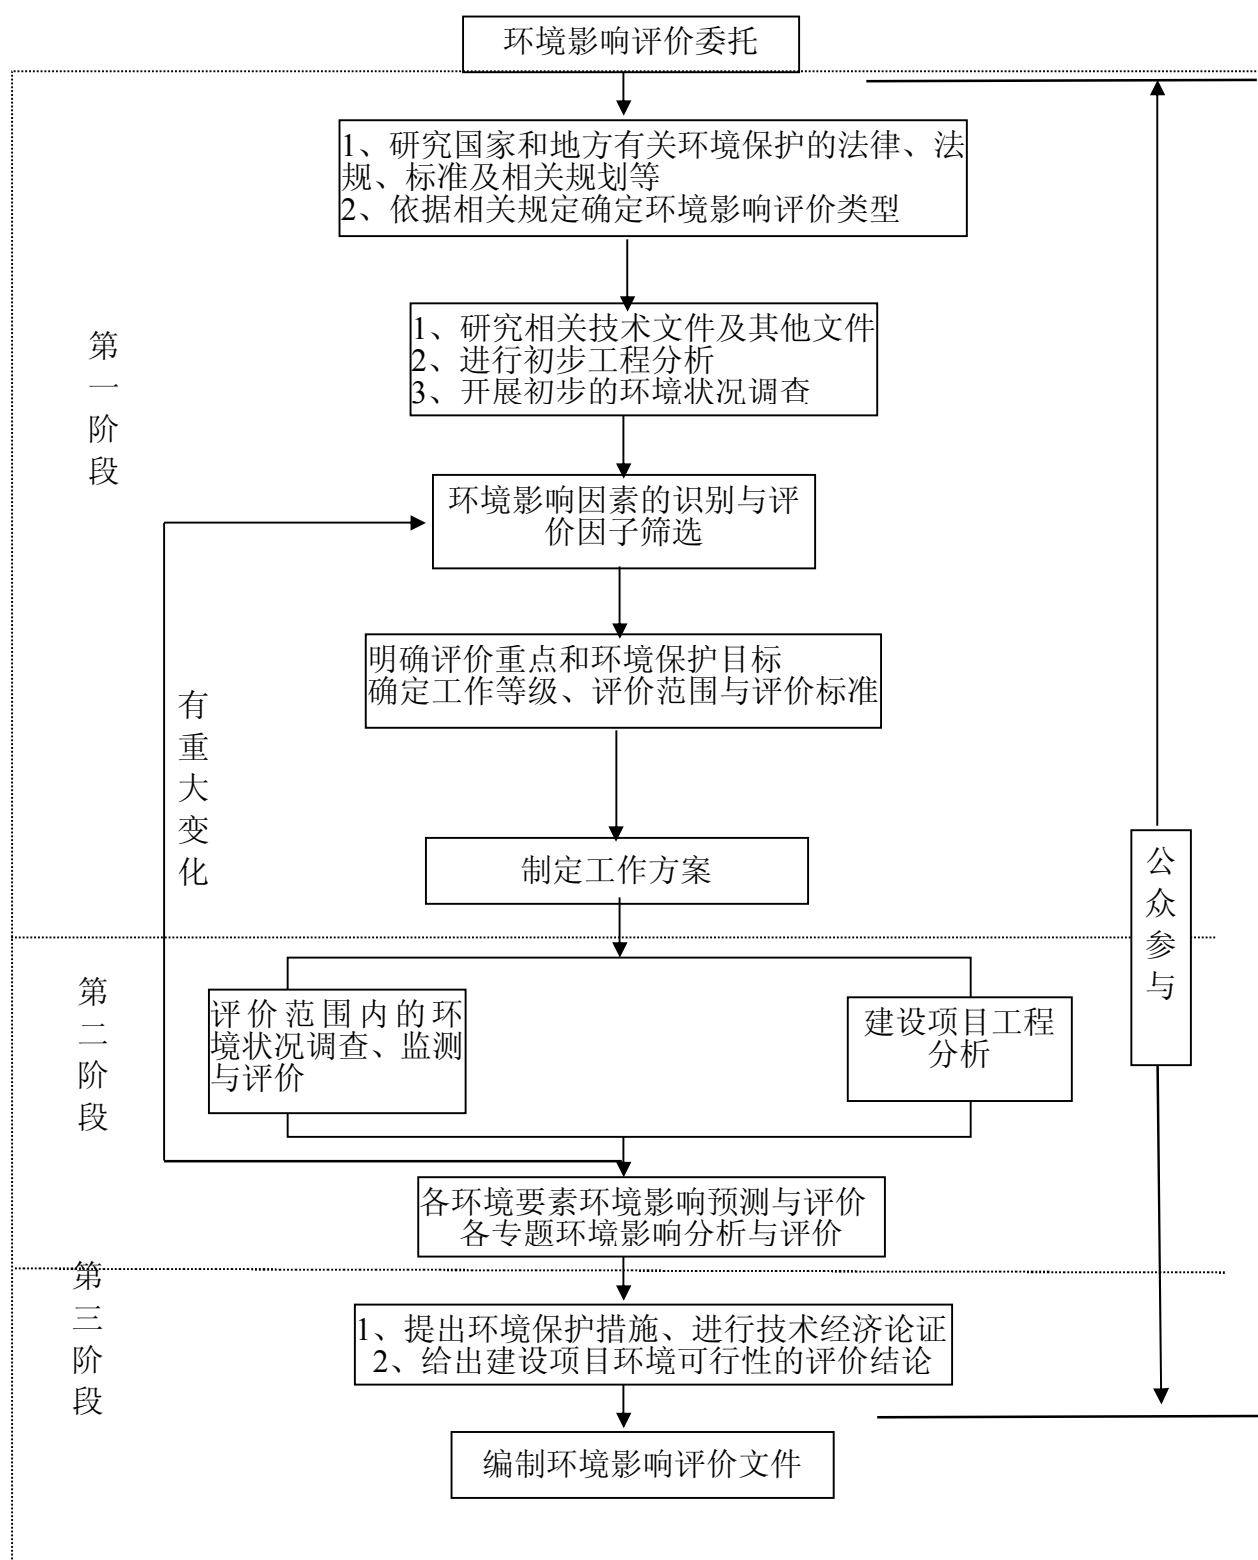 环境影响评价委托
1、研究国家和地方有关环境保护的法律、法
规、标准及相关规划等
2、依据相关规定确定环境影响评价类型
第一阶段
1、研究相关技术文件及其他文件
2、进行初步工程分析
3、开展初步的环境状况调查
环境影响因素的识别与评
价因子筛选
明确评价重点和环境保护目标
确定工作等级、评价范围与评价标准
有重大变化
制定工作方案
公众参与
第二阶段
评价范围内的环
境状况调查、监测
与评价
建设项目工程
分析
各环境要素环境影响预测与评价
各专题环境影响分析与评价
第三阶段
1、提出环境保护措施、进行技术经济论证
2、给出建设项目环境可行性的评价结论
编制环境影响评价文件